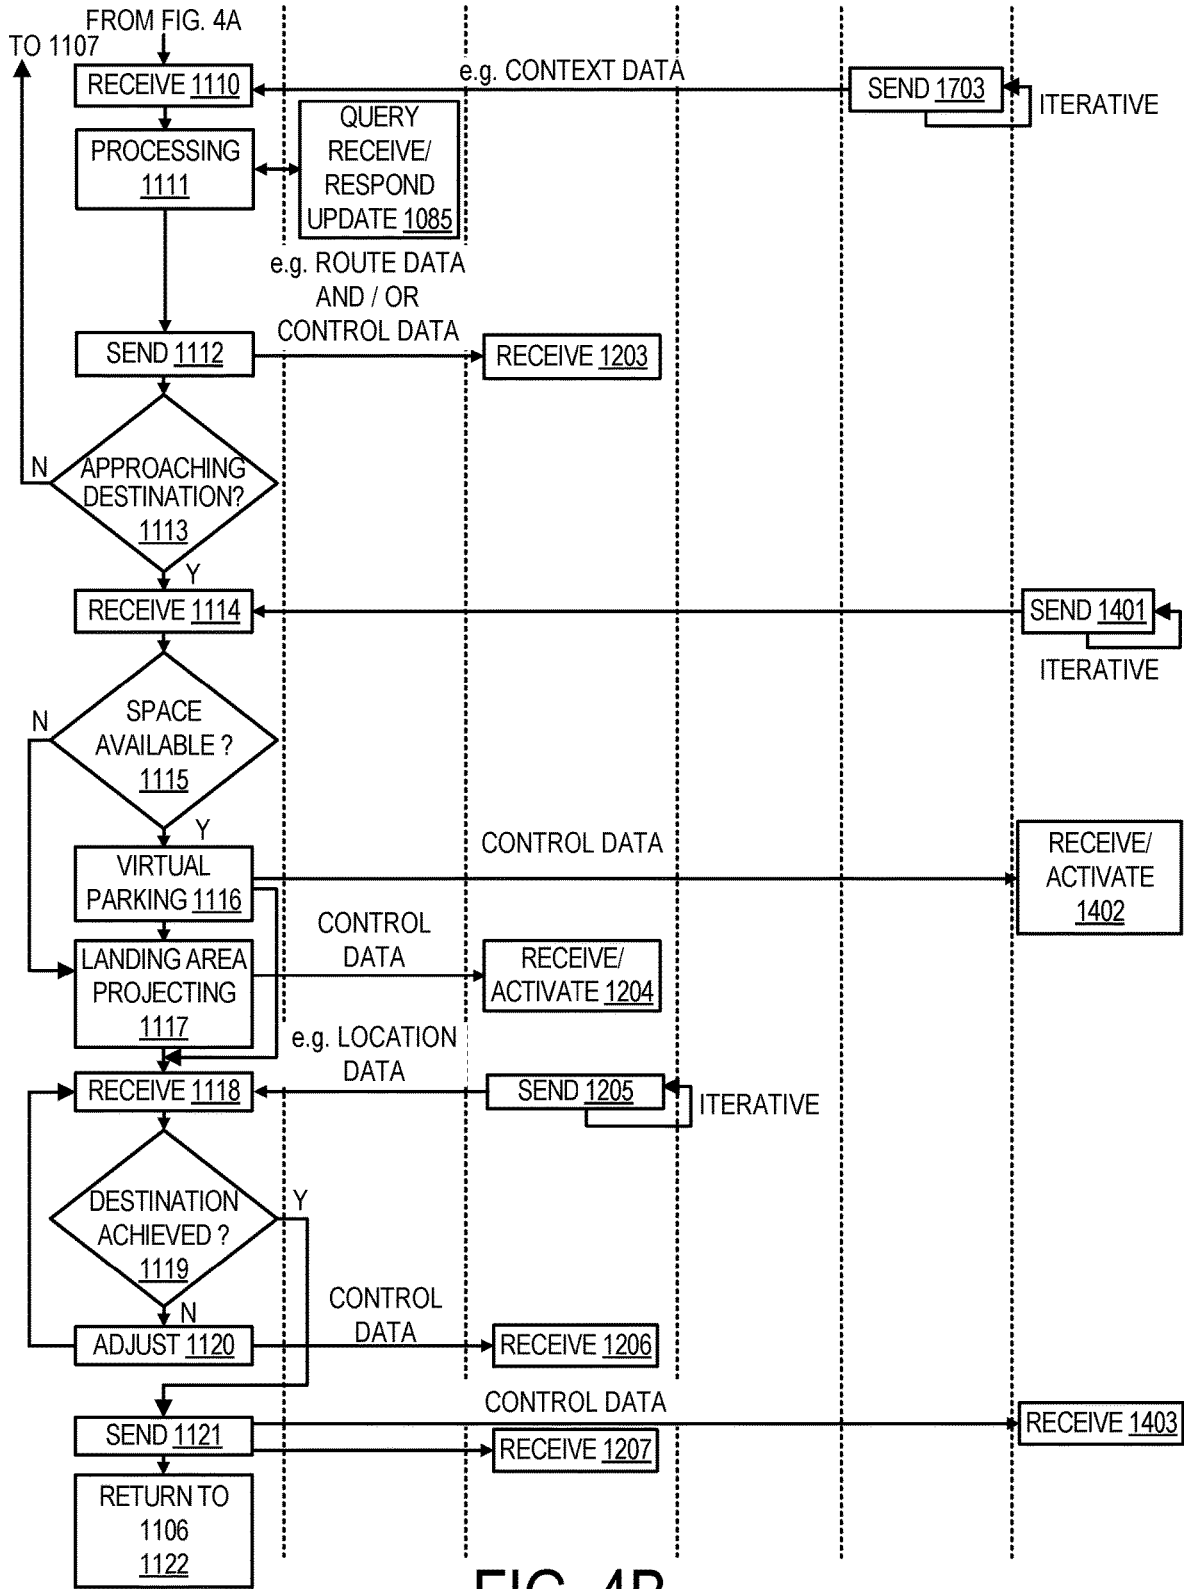 FROM FIG. 4A
TO 1107
RECEIVE 1110
e.g. CONTEXT DATA
SEND 1703
ITERATIVE
PROCESSING
1111
QUERY
RECEIVE/
RESPOND
UPDATE 1085
e.g. ROUTE DATA
AND / OR
CONTROL DATA
SEND 1112
RECEIVE 1203
N
APPROACHING
DESTINATION?
1113
Y
RECEIVE 1114
SEND 1401
ITERATIVE
N
SPACE
AVAILABLE ?
1115
Y
VIRTUAL
PARKING 1116
CONTROL DATA
RECEIVE/
ACTIVATE
1402
LANDING AREA
PROJECTING
1117
CONTROL
DATA
RECEIVE/
ACTIVATE 1204
e.g. LOCATION
DATA
RECEIVE 1118
SEND 1205
ITERATIVE
DESTINATION
ACHIEVED ?
1119
Y
N
ADJUST 1120
CONTROL
DATA
RECEIVE 1206
SEND 1121
CONTROL DATA
RECEIVE 1403
RECEIVE 1207
RETURN TO
1106
1122
FIG. 4B